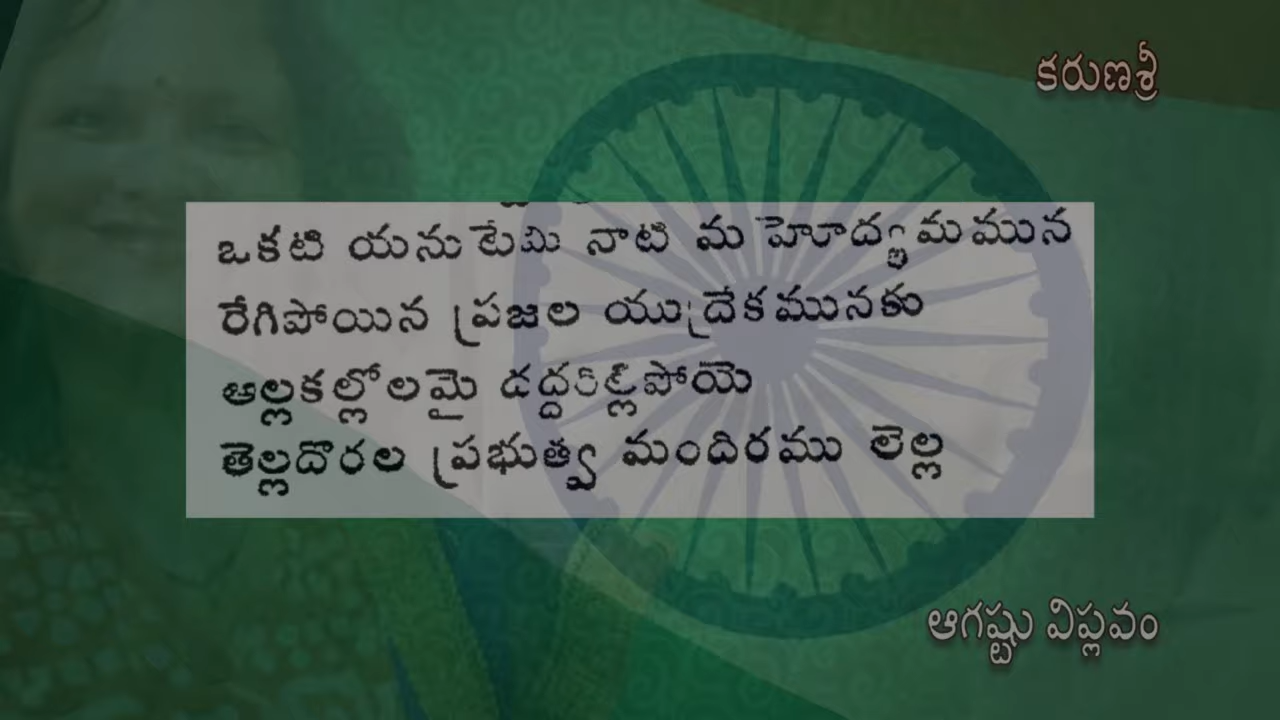 కరుణశ్రీ
ఒకటి యనుటేమి నాటి మహోద్యమమున
రేగిపోయిన ప్రజల యుద్రేకమునకు
అల్లకల్లోలమై డద్దరిల్లిపోయె
తెల్లదొరల ప్రభుత్వ మందిరము లెల్ల
ఆగష్టు విప్లవం